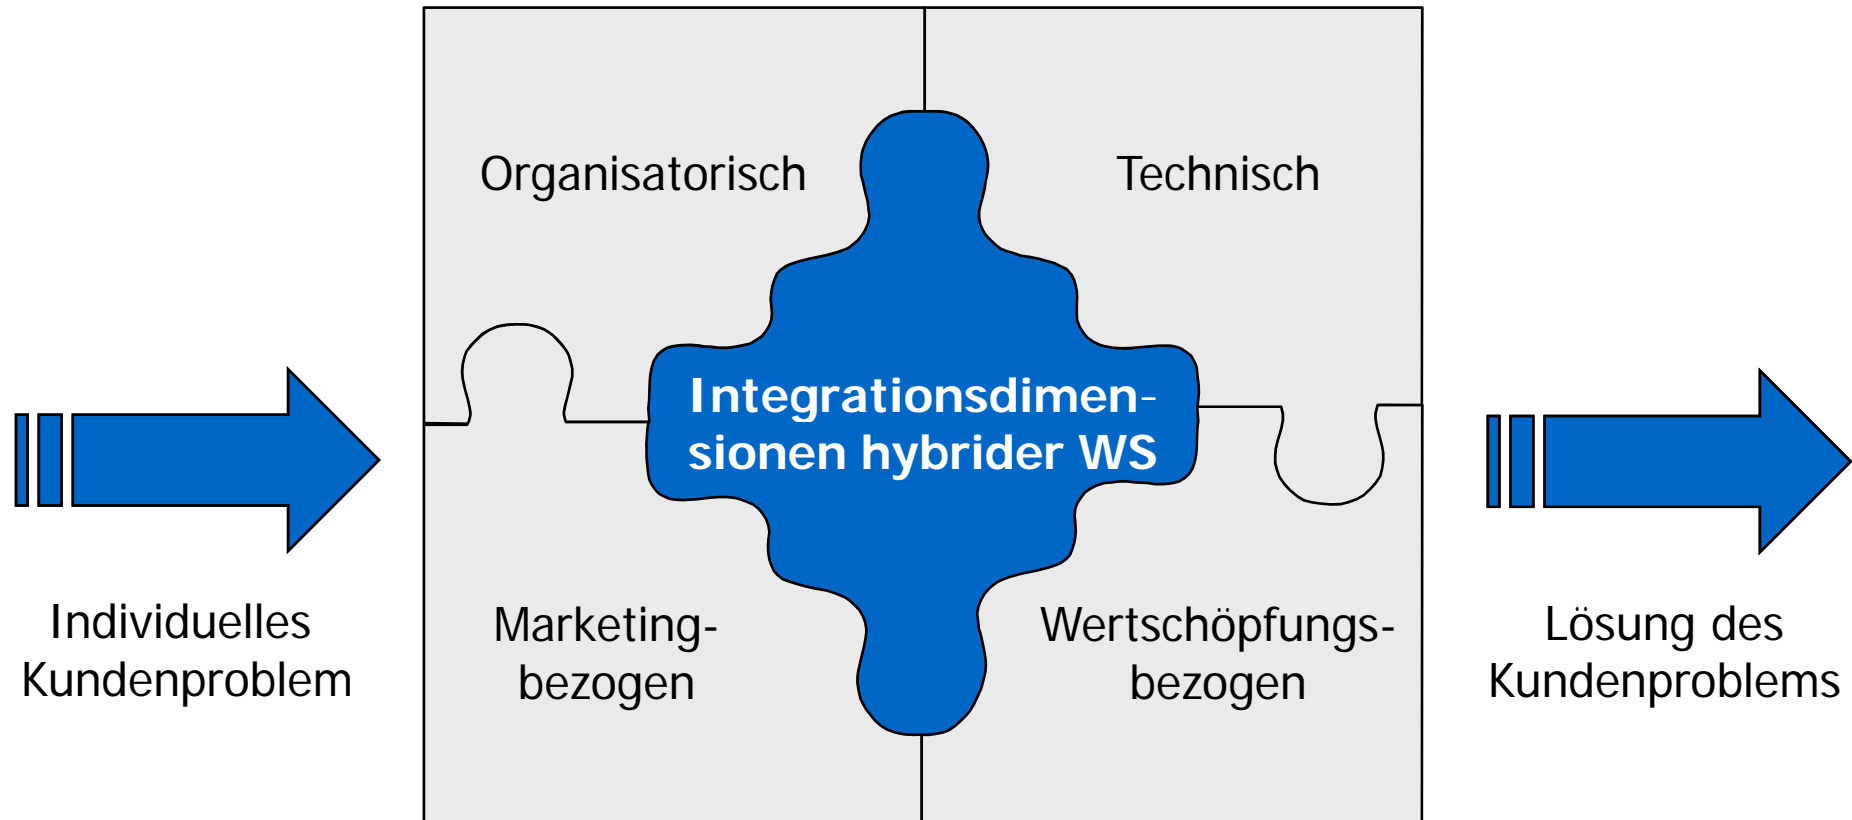 Organisatorisch
Technisch
Integrationsdimen-
sionen hybrider WS
Individuelles
Kundenproblem
Marketing-
bezogen
Wertschöpfungs-
bezogen
Lösung des
Kundenproblems